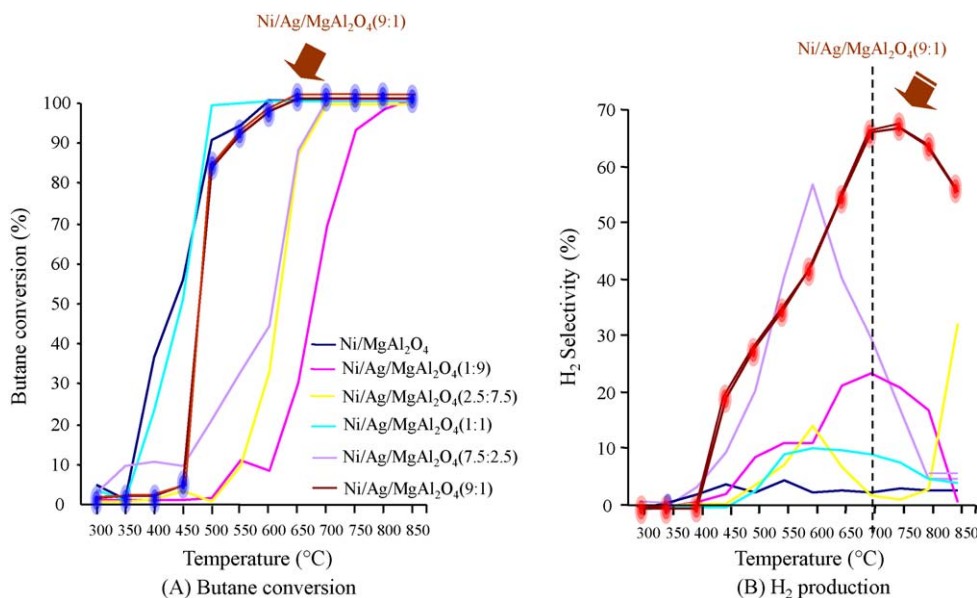 Ni/Ag/MgAl₂O₄(9:1)
100
90
80
70
60
50
40
30
20
10
0
Butane conversion (%)
Ni/MgAl₂O₄
Ni/Ag/MgAl₂O₄(1:9)
Ni/Ag/MgAl₂O₄(2.5:7.5)
Ni/Ag/MgAl₂O₄(1:1)
Ni/Ag/MgAl₂O₄(7.5:2.5)
Ni/Ag/MgAl₂O₄(9:1)
300 350 400 450 500 550 600 650 700 750 800 850
Temperature (°C)
(A) Butane conversion
Ni/Ag/MgAl₂O₄(9:1)
70
60
50
40
30
20
10
0
H₂ Selectivity (%)
300 350 400 450 500 550 600 650 700 750 800 850
Temperature (°C)
(B) H₂ production